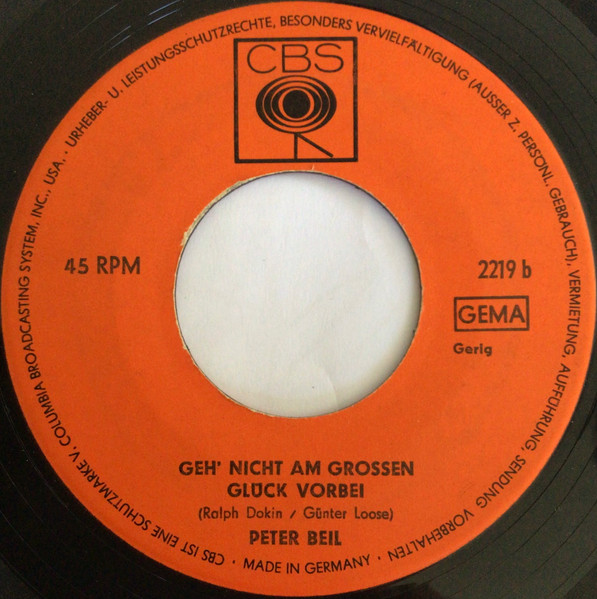 CBS
45 RPM
2219 b
GEMA
Gerig
GEH' NICHT AM GROSSEN
GLÜCK VORBEI
(Ralph Dokin / Günter Loose)
PETER BEIL
CBS IST EINE SCHUTZMARKE V. COLUMBIA BROADCASTING SYSTEM, INC., USA, · URHEBER- U. LEISTUNGSSCHUTZRECHTE, BESONDERS VERVIELFÄLTIGUNG (AUSSER Z. PERSÖNL. GEBRAUCH), VERMIETUNG, AUFFÜHRUNG, SENDUNG VORBEHALTEN
· MADE IN GERMANY ·